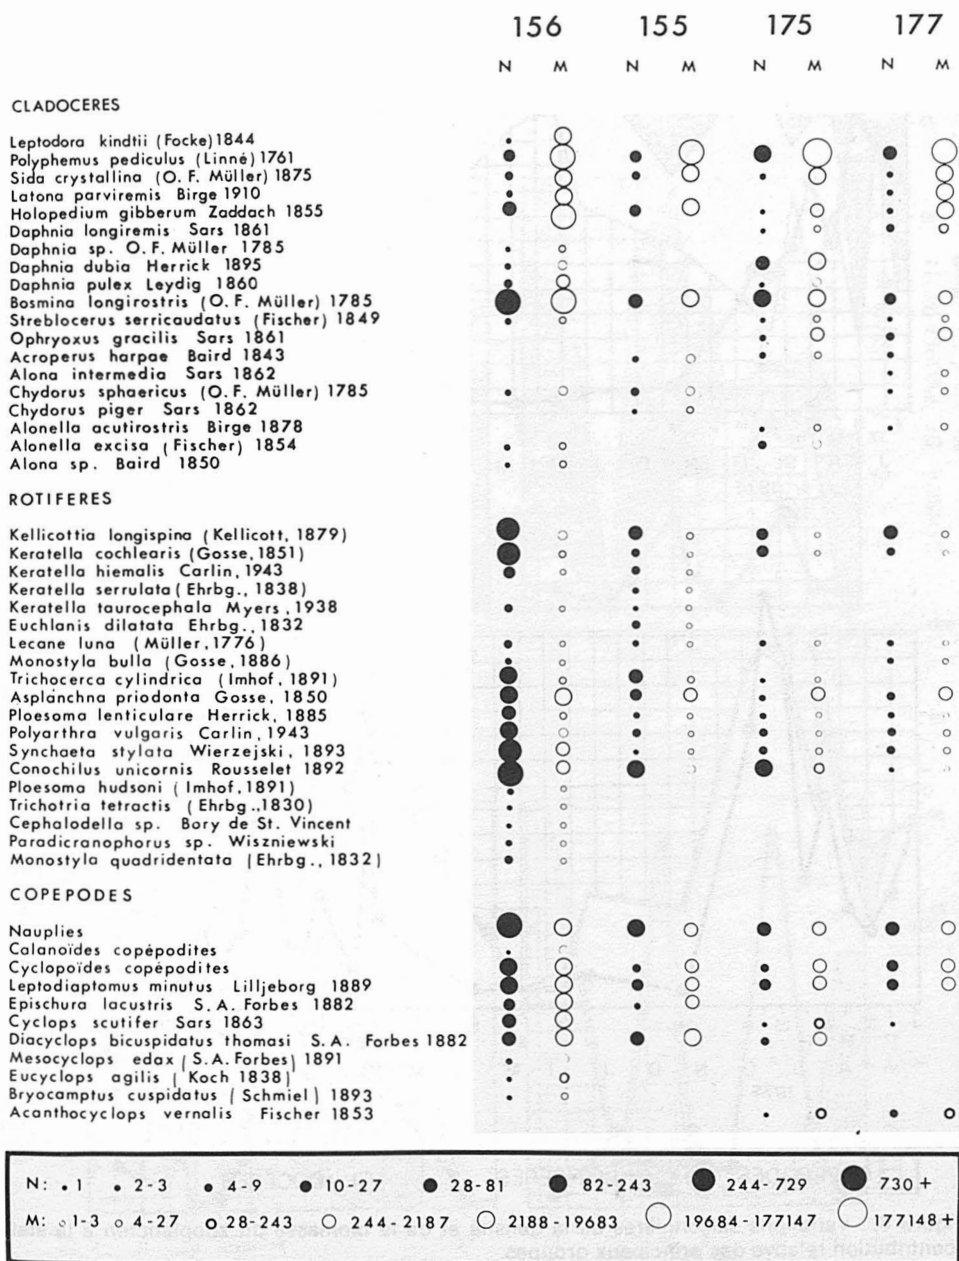 156 155 175 177
N M N M N M N M
CLADOCERES
Leptodora kindtii (Focke) 1844
Polyphemus pediculus (Linné) 1761
Sida crystallina (O. F. Müller) 1875
Latona parviremis Birge 1910
Holopedium gibberum Zaddach 1855
Daphnia longiremis Sars 1861
Daphnia sp. O. F. Müller 1785
Daphnia dubia Herrick 1895
Daphnia pulex Leydig 1860
Bosmina longirostris (O. F. Müller) 1785
Streblocerus serricaudatus (Fischer) 1849
Ophryoxus gracilis Sars 1861
Acroperus harpae Baird 1843
Alona intermedia Sars 1862
Chydorus sphaericus (O. F. Müller) 1785
Chydorus piger Sars 1862
Alonella acutirostris Birge 1878
Alonella excisa (Fischer) 1854
Alona sp. Baird 1850
ROTIFERES
Kellicottia longispina (Kellicott, 1879)
Keratella cochlearis (Gosse, 1851)
Keratella hiemalis Carlin, 1943
Keratella serrulata (Ehrbg., 1838)
Keratella taurocephala Myers, 1938
Euchlanis dilatata Ehrbg., 1832
Lecane luna (Müller, 1776)
Monostyla bulla (Gosse, 1886)
Trichocerca cylindrica (Imhof, 1891)
Asplanchna priodonta Gosse, 1850
Ploesoma lenticulare Herrick, 1885
Polyarthra vulgaris Carlin, 1943
Synchaeta stylata Wierzejski, 1893
Conochilus unicornis Rousselet 1892
Ploesoma hudsoni (Imhof, 1891)
Trichotria tetractis (Ehrbg., 1830)
Cephalodella sp. Bory de St. Vincent
Paradicranophorus sp. Wiszniewski
Monostyla quadridentata (Ehrbg., 1832)
COPEPODES
Nauplies
Calanoïdes copépodites
Cyclopoïdes copépodites
Leptodiaptomus minutus Lilljeborg 1889
Epischura lacustris S. A. Forbes 1882
Cyclops scutifer Sars 1863
Diacyclops bicuspidatus thomasi S. A. Forbes 1882
Mesocyclops edax (S. A. Forbes) 1891
Eucyclops agilis (Koch 1838)
Bryocamptus cuspidatus (Schmiel) 1893
Acanthocyclops vernalis Fischer 1853
N: 1 2-3 4-9 10-27 28-81 82-243 244-729 730+
M: 1-3 4-27 28-243 244-2187 2188-19683 19684-177147 177148+